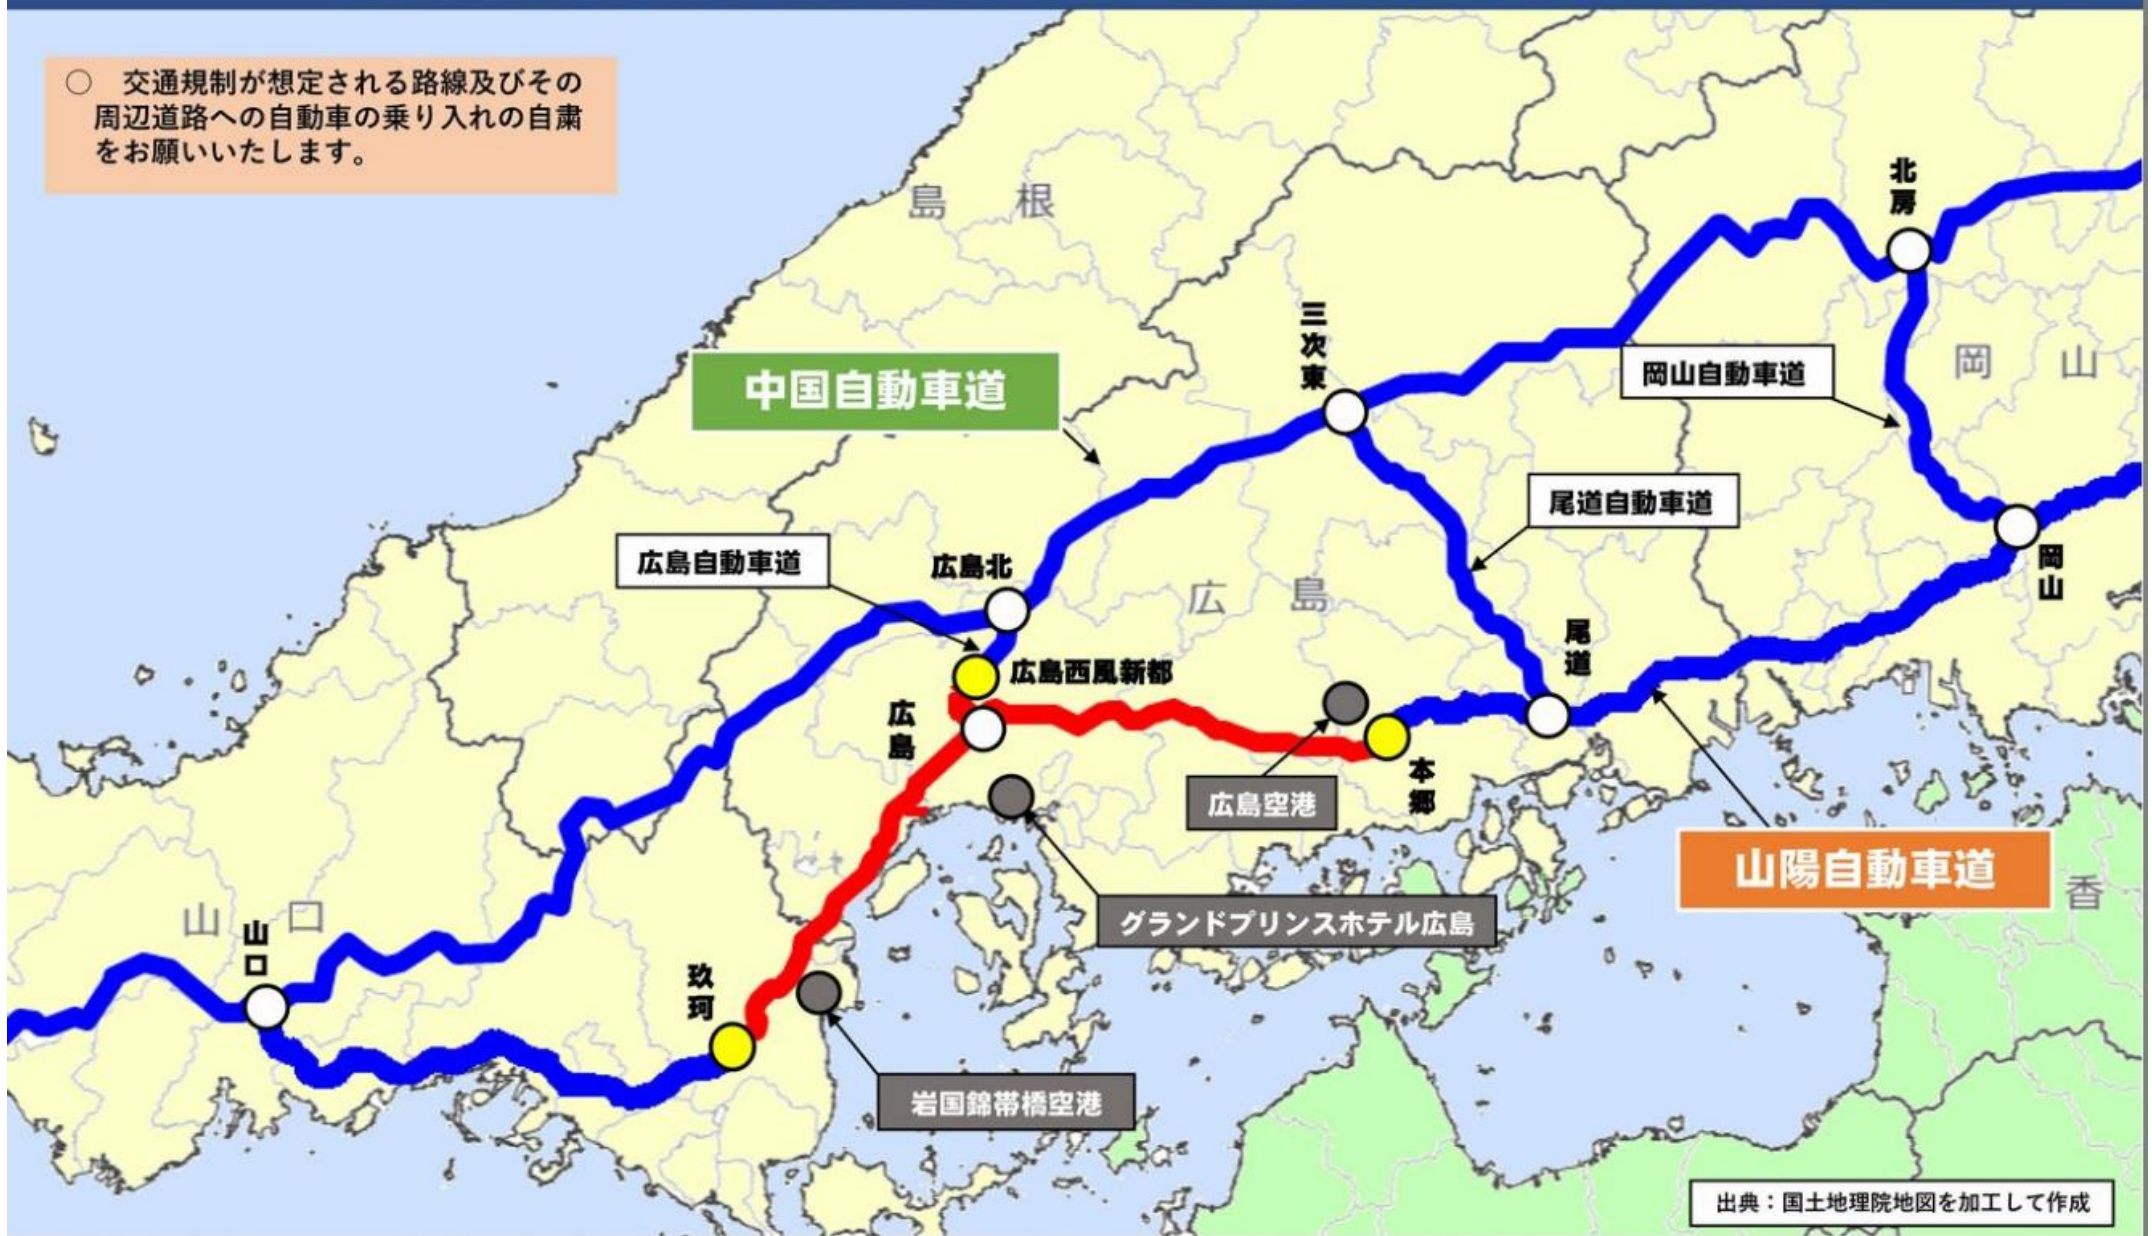 ○ 交通規制が想定される路線及びその
周辺道路への自動車の乗り入れの自粛
をお願いいたします。
島根
北房
三次東
中国自動車道
岡山自動車道
岡山
尾道自動車道
広島自動車道
広島北
広島
岡山
尾道
広島西風新都
広島
本郷
広島空港
山陽自動車道
香
グランドプリンスホテル広島
山口
山口
玖珂
岩国錦帯橋空港
出典：国土地理院地図を加工して作成